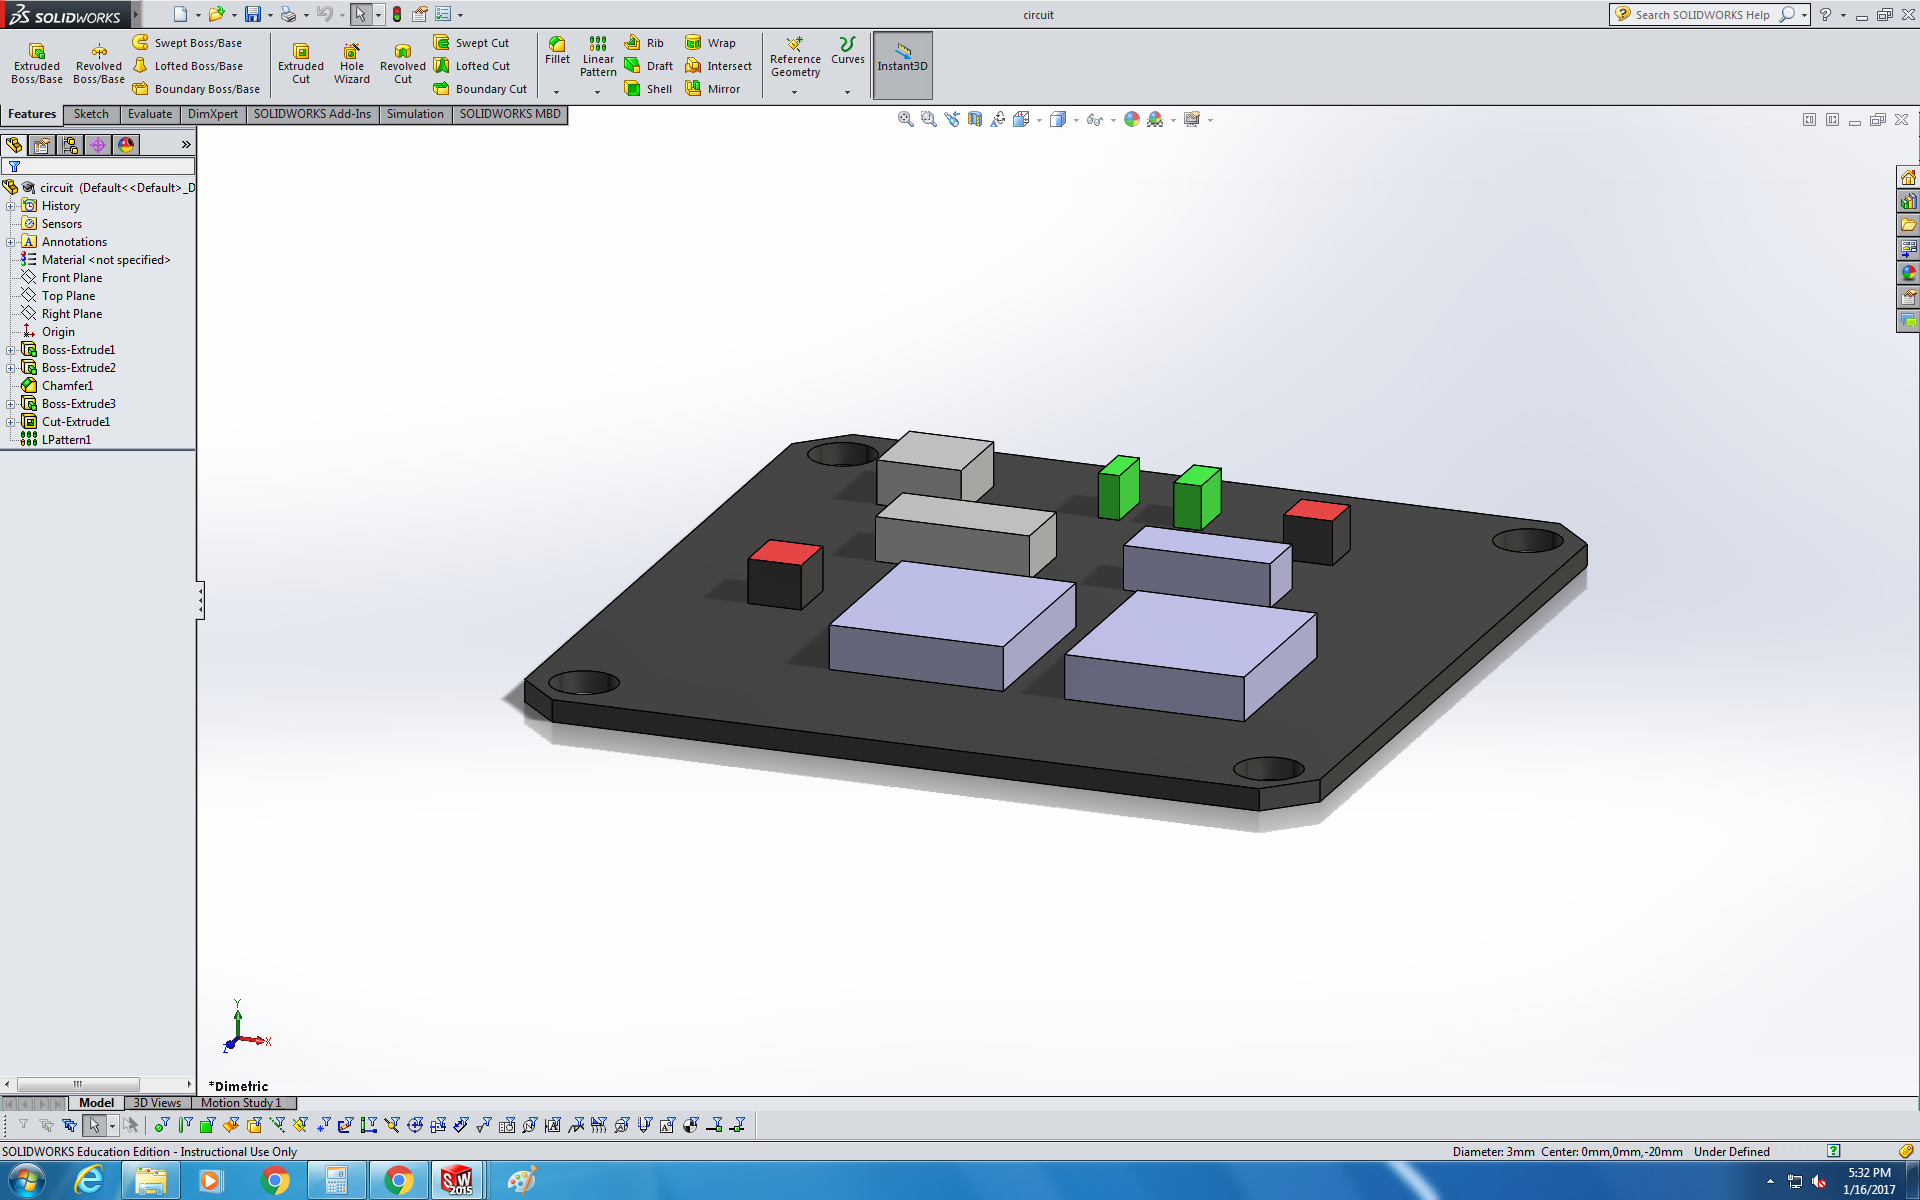 SOLIDWORKS
circuit
Search SOLIDWORKS Help
Extruded Boss/Base
Revolved Boss/Base
Swept Boss/Base
Lofted Boss/Base
Boundary Boss/Base
Extruded Cut
Hole Wizard
Revolved Cut
Swept Cut
Lofted Cut
Boundary Cut
Fillet
Linear Pattern
Rib
Draft
Shell
Wrap
Intersect
Mirror
Reference Geometry
Curves
Instant3D
Features
Sketch
Evaluate
DimXpert
SOLIDWORKS Add-Ins
Simulation
SOLIDWORKS MBD
circuit (Default<<Default>_D
History
Sensors
Annotations
Material <not specified>
Front Plane
Top Plane
Right Plane
Origin
Boss-Extrude1
Boss-Extrude2
Chamfer1
Boss-Extrude3
Cut-Extrude1
LPattern1
Y
X
Z
*Dimetric
Model
3D Views
Motion Study 1
SOLIDWORKS Education Edition - Instructional Use Only
Diameter: 3mm Center: 0mm,0mm,-20mm Under Defined
SW
2015
5:32 PM
1/16/2017